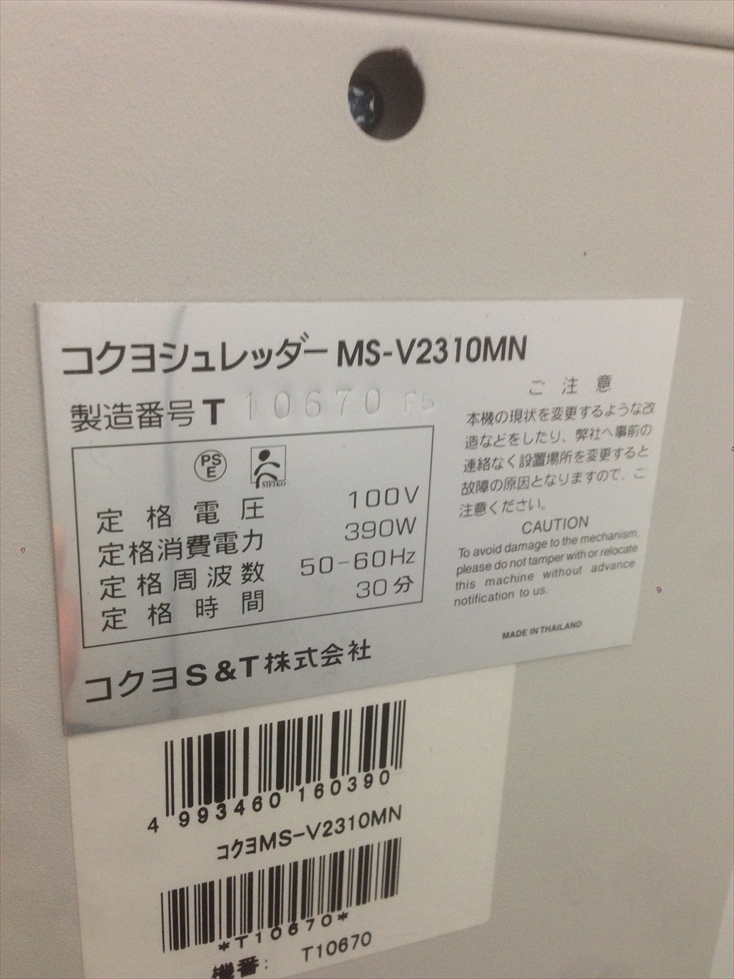 コクヨシュレッダー MS-V2310MN
製造番号 T 10670 F5
PS
E
SEIKO
定格電圧 100V
定格消費電力 390W
定格周波数 50-60Hz
定格時間 30分
コクヨS&T株式会社
ご注意
本機の現状を変更するような改
造などをしたり、弊社へ事前の
連絡なく設置場所を変更すると
故障の原因となりますので、ご
注意ください。
CAUTION
To avoid damage to the mechanism,
please do not tamper with or relocate
this machine without advance
notification to us.
MADE IN THAILAND
4 993460 160390
コクヨMS-V2310MN
*T10670*
機番: T10670